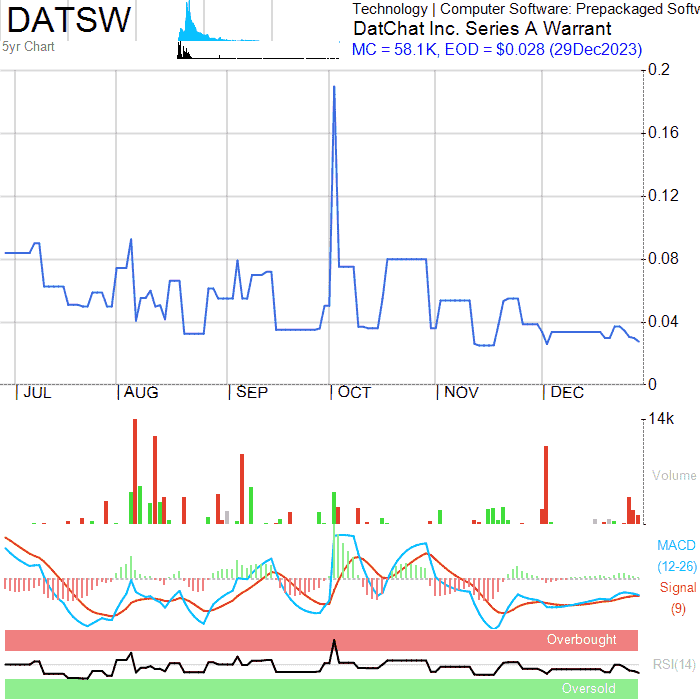 DATSW
5yr Chart
Technology | Computer Software: Prepackaged Softw
DatChat Inc. Series A Warrant
MC = 58.1K, EOD = $0.028 (29Dec2023)
0.2
0.16
0.12
0.08
0.04
0
JUL AUG SEP OCT NOV DEC
14k
Volume
MACD
(12-26)
Signal
(9)
Overbought
RSI(14)
Oversold